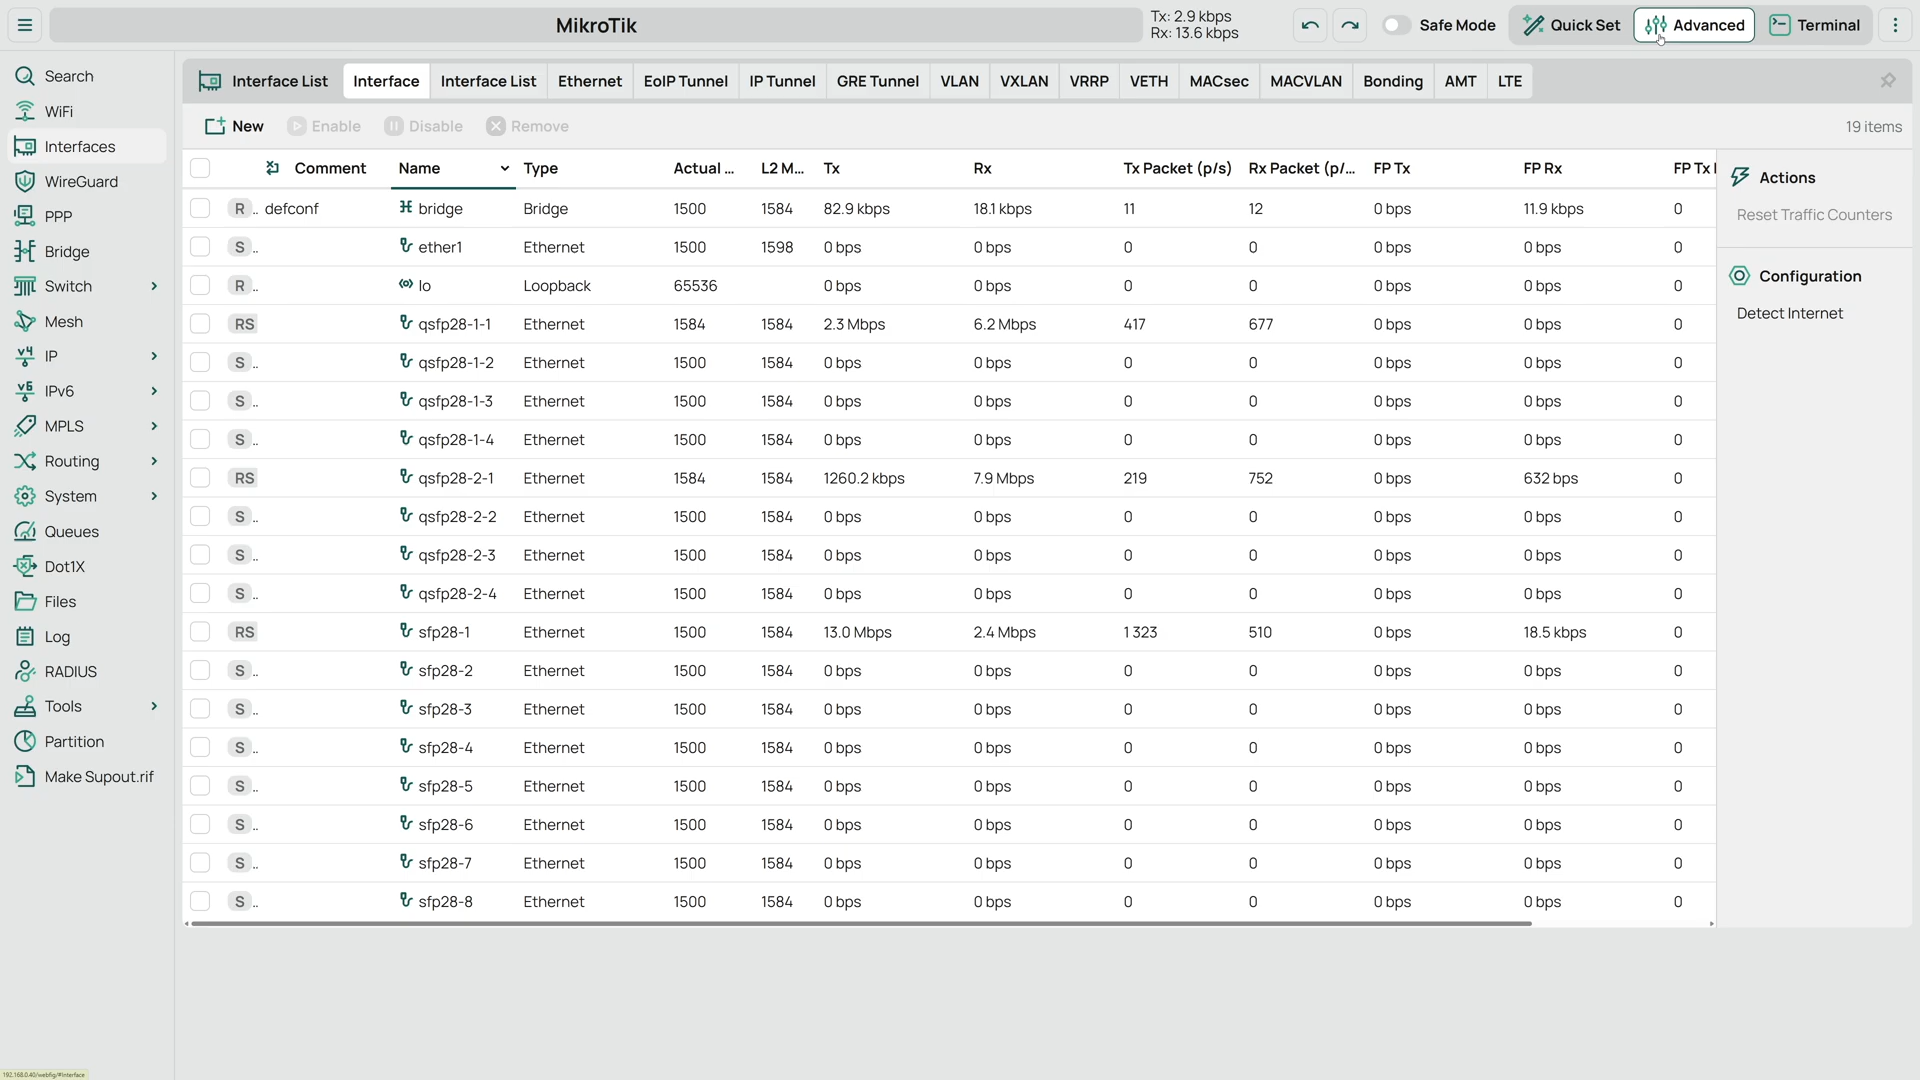 MikroTik
Tx: 2.9 kbps
Rx: 13.6 kbps
Safe Mode
Quick Set
Advanced
Terminal
Search
WiFi
Interfaces
WireGuard
PPP
Bridge
Switch
Mesh
IP
IPv6
MPLS
Routing
System
Queues
Dot1X
Files
Log
RADIUS
Tools
Partition
Make Supout.rif
Interface List Interface Interface List Ethernet EoIP Tunnel IP Tunnel GRE Tunnel VLAN VXLAN VRRP VETH MACsec MACVLAN Bonding AMT LTE
New Enable Disable Remove 19 items
Comment Name Type Actual ... L2 M... Tx Rx Tx Packet (p/s) Rx Packet (p/... FP Tx FP Rx FP Tx
R .. defconf bridge Bridge 1500 1584 82.9 kbps 18.1 kbps 11 12 0 bps 11.9 kbps 0
S .. ether1 Ethernet 1500 1598 0 bps 0 bps 0 0 0 bps 0 bps 0
R .. lo Loopback 65536 0 bps 0 bps 0 0 0 bps 0 bps 0
RS qsfp28-1-1 Ethernet 1584 1584 2.3 Mbps 6.2 Mbps 417 677 0 bps 0 bps 0
S .. qsfp28-1-2 Ethernet 1500 1584 0 bps 0 bps 0 0 0 bps 0 bps 0
S .. qsfp28-1-3 Ethernet 1500 1584 0 bps 0 bps 0 0 0 bps 0 bps 0
S .. qsfp28-1-4 Ethernet 1500 1584 0 bps 0 bps 0 0 0 bps 0 bps 0
RS qsfp28-2-1 Ethernet 1584 1584 1260.2 kbps 7.9 Mbps 219 752 0 bps 632 bps 0
S .. qsfp28-2-2 Ethernet 1500 1584 0 bps 0 bps 0 0 0 bps 0 bps 0
S .. qsfp28-2-3 Ethernet 1500 1584 0 bps 0 bps 0 0 0 bps 0 bps 0
S .. qsfp28-2-4 Ethernet 1500 1584 0 bps 0 bps 0 0 0 bps 0 bps 0
RS sfp28-1 Ethernet 1500 1584 13.0 Mbps 2.4 Mbps 1 323 510 0 bps 18.5 kbps 0
S .. sfp28-2 Ethernet 1500 1584 0 bps 0 bps 0 0 0 bps 0 bps 0
S .. sfp28-3 Ethernet 1500 1584 0 bps 0 bps 0 0 0 bps 0 bps 0
S .. sfp28-4 Ethernet 1500 1584 0 bps 0 bps 0 0 0 bps 0 bps 0
S .. sfp28-5 Ethernet 1500 1584 0 bps 0 bps 0 0 0 bps 0 bps 0
S .. sfp28-6 Ethernet 1500 1584 0 bps 0 bps 0 0 0 bps 0 bps 0
S .. sfp28-7 Ethernet 1500 1584 0 bps 0 bps 0 0 0 bps 0 bps 0
S .. sfp28-8 Ethernet 1500 1584 0 bps 0 bps 0 0 0 bps 0 bps 0
Actions
Reset Traffic Counters
Configuration
Detect Internet
192.168.0.40/webfig/#Interface